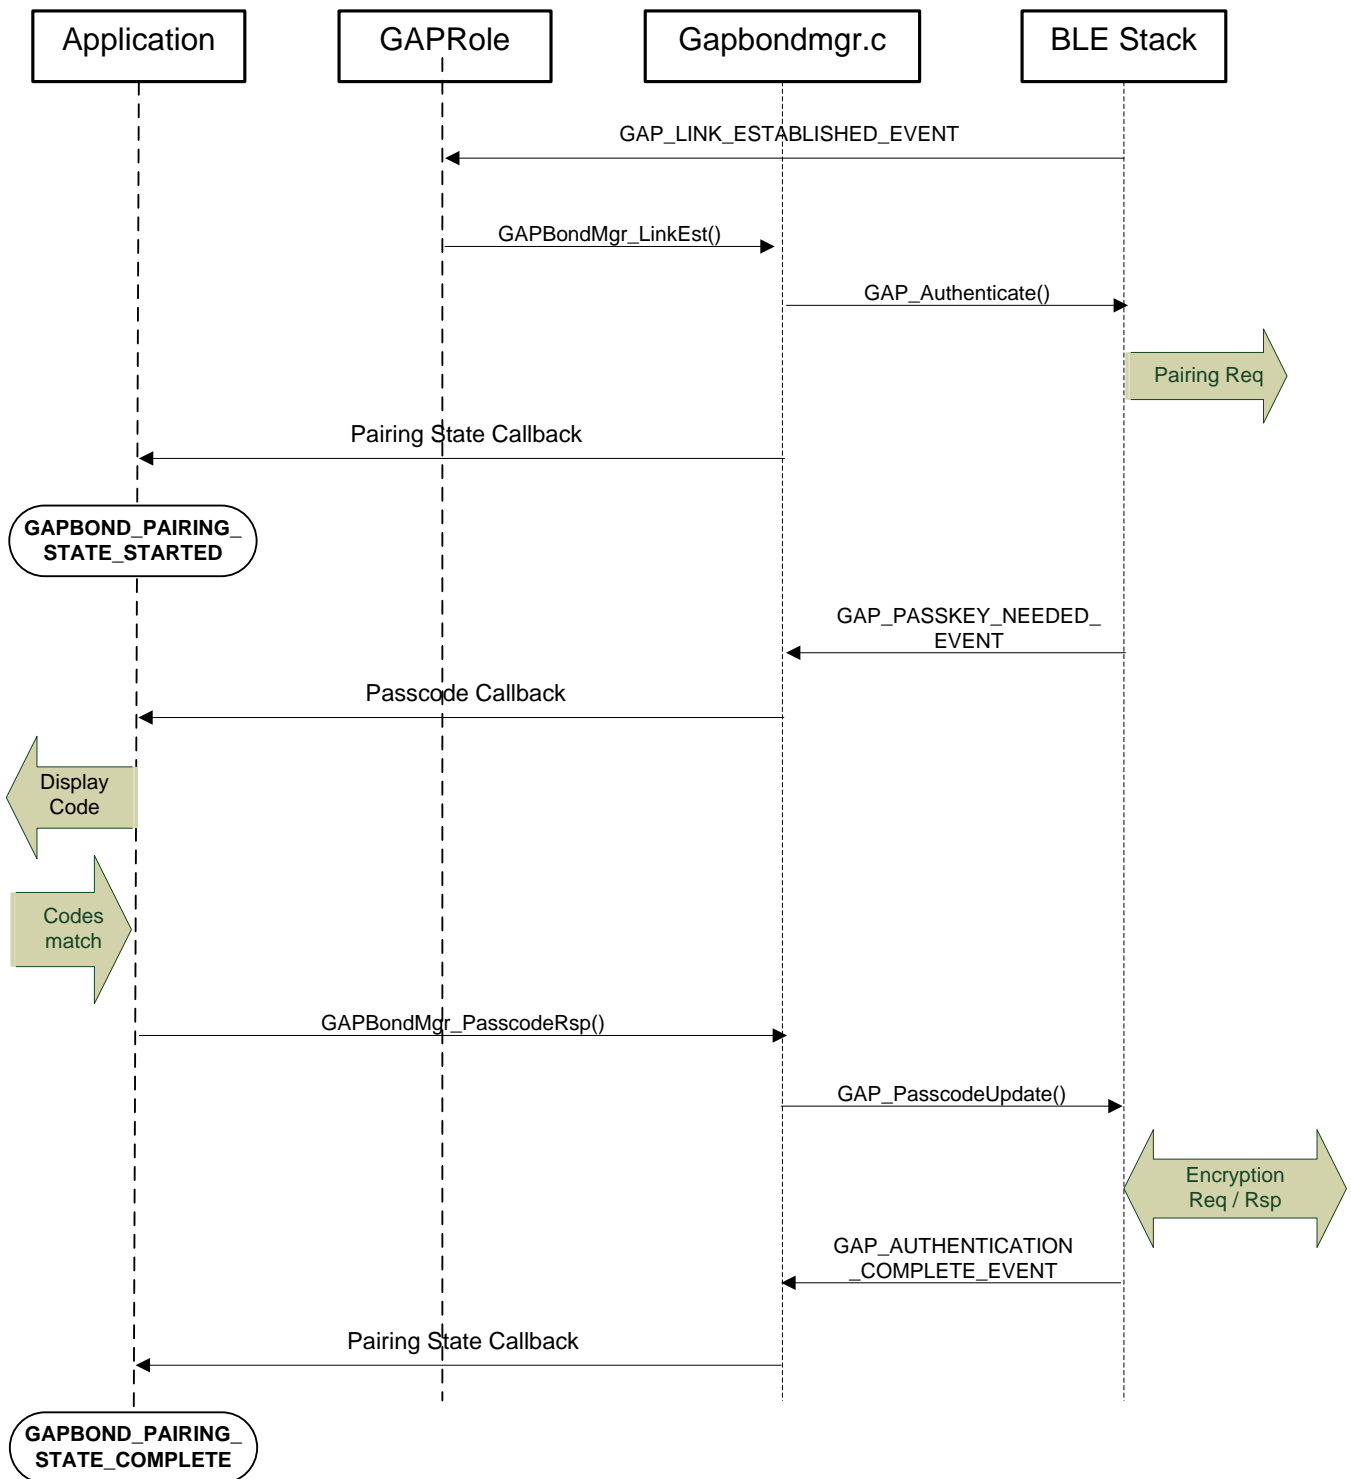 Application
GAPRole
Gapbondmgr.c
BLE Stack
GAP_LINK_ESTABLISHED_EVENT
GAPBondMgr_LinkEst()
GAP_Authenticate()
Pairing Req
Pairing State Callback
GAPBOND_PAIRING_
STATE_STARTED
GAP_PASSKEY_NEEDED_
EVENT
Passcode Callback
Display
Code
Codes
match
GAPBondMgr_PasscodeRsp()
GAP_PasscodeUpdate()
Encryption
Req / Rsp
GAP_AUTHENTICATION
_COMPLETE_EVENT
Pairing State Callback
GAPBOND_PAIRING_
STATE_COMPLETE